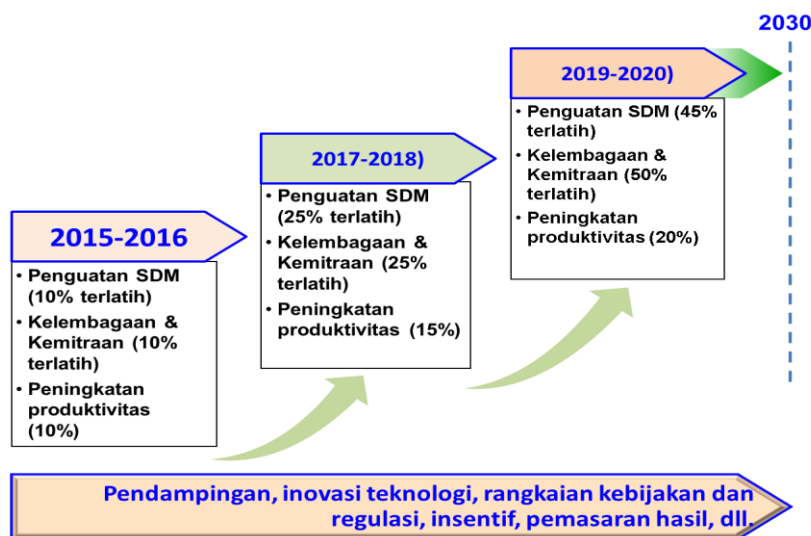 2030
2019-2020)
• Penguatan SDM (45%
terlatih)
• Kelembagaan &
Kemitraan (50%
terlatih)
• Peningkatan
produktivitas (20%)
2017-2018)
• Penguatan SDM
(25% terlatih)
• Kelembagaan &
Kemitraan (25%
terlatih)
• Peningkatan
produktivitas (15%)
2015-2016
• Penguatan SDM
(10% terlatih)
• Kelembagaan &
Kemitraan (10%
terlatih)
• Peningkatan
produktivitas
(10%)
Pendampingan, inovasi teknologi, rangkaian kebijakan dan
regulasi, insentif, pemasaran hasil, dll.